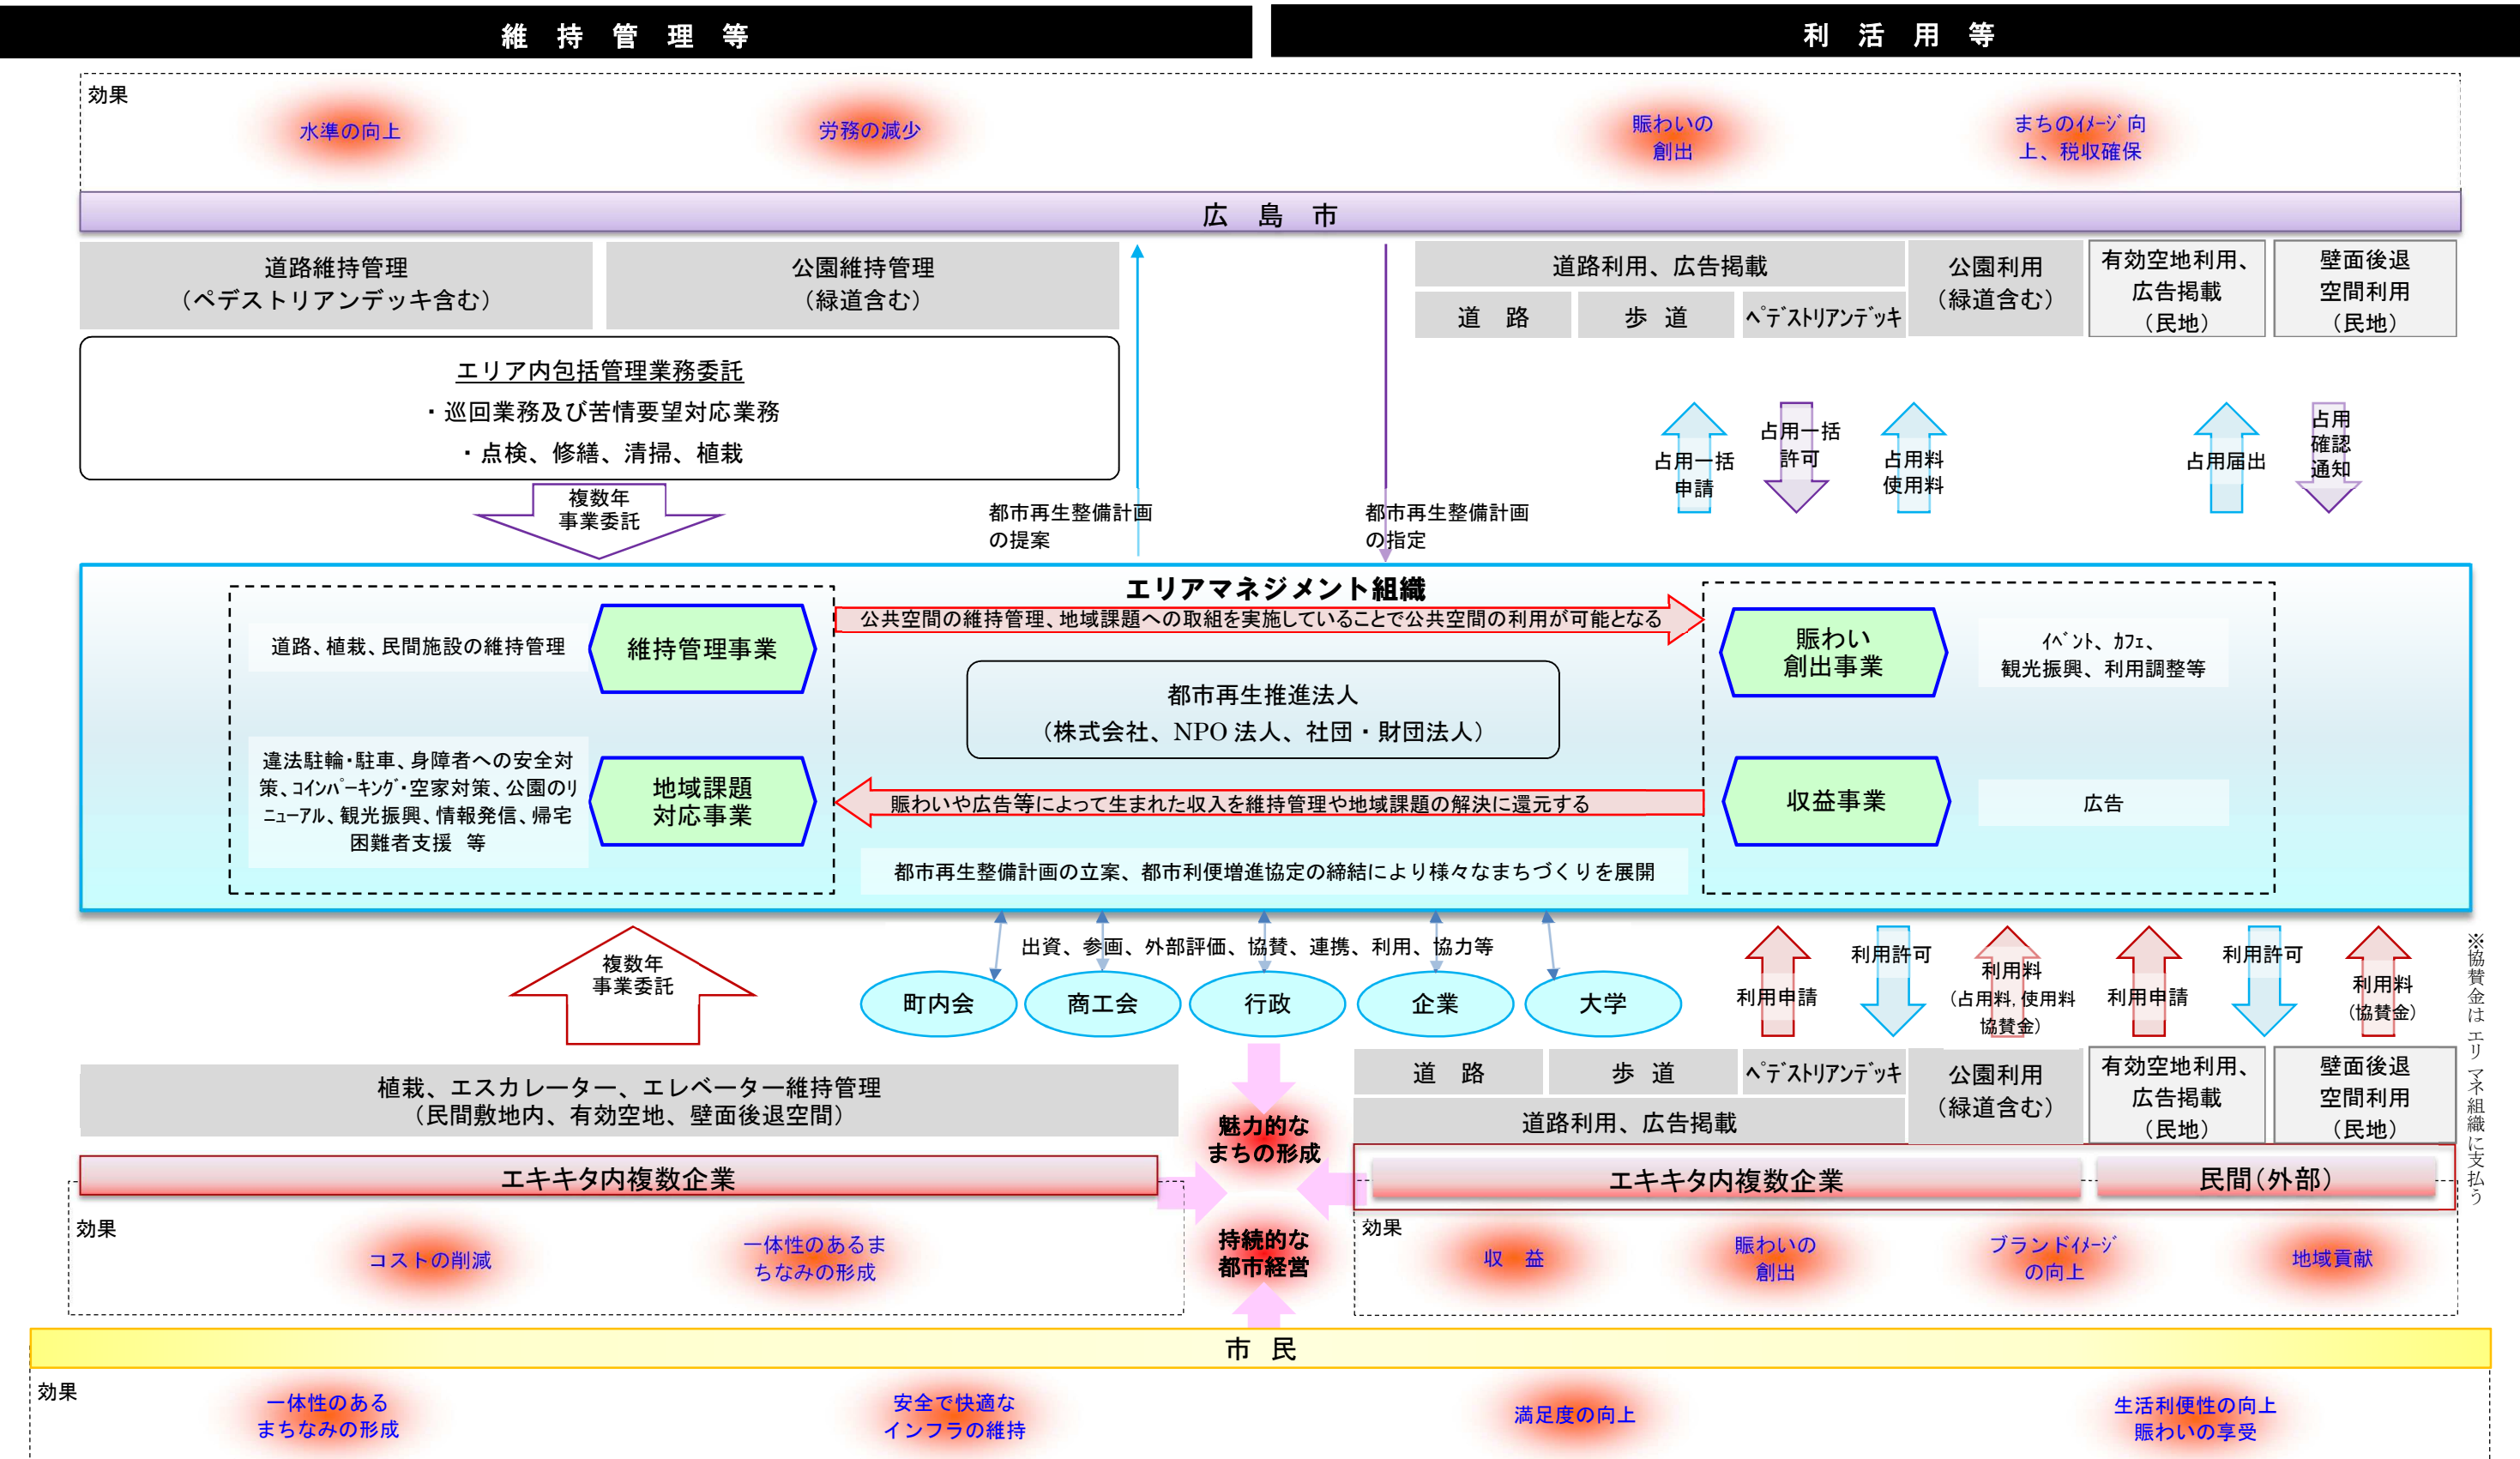 維持管理等
利活用等
効果
水準の向上
労務の減少
賑わいの
創出
まちのｲﾒｰｼﾞ向
上、税収確保
広島市
道路維持管理
（ペデストリアンデッキ含む）
公園維持管理
（緑道含む）
道路利用、広告掲載
道路
歩道
ﾍﾟﾃﾞｽﾄﾘｱﾝﾃﾞｯｷ
公園利用
（緑道含む）
有効空地利用、
広告掲載
（民地）
壁面後退
空間利用
（民地）
エリア内包括管理業務委託
・巡回業務及び苦情要望対応業務
・点検、修繕、清掃、植栽
複数年
事業委託
都市再生整備計画
の提案
都市再生整備計画
の指定
占用一括
申請
占用一括
許可
占用料
使用料
占用届出
占用
確認
通知
エリアマネジメント組織
公共空間の維持管理、地域課題への取組を実施していることで公共空間の利用が可能となる
道路、植栽、民間施設の維持管理
維持管理事業
都市再生推進法人
（株式会社、NPO 法人、社団・財団法人）
賑わい
創出事業
ｲﾍﾞﾝﾄ、ｶﾌｪ、
観光振興、利用調整等
違法駐輪・駐車、身障者への安全対
策、ｺｲﾝﾊﾟｰｷﾝｸﾞ・空家対策、公園のリ
ﾆｭｰｱﾙ、観光振興、情報発信、帰宅
困難者支援　等
地域課題
対応事業
賑わいや広告等によって生まれた収入を維持管理や地域課題の解決に還元する
収益事業
広告
都市再生整備計画の立案、都市利便増進協定の締結により様々なまちづくりを展開
複数年
事業委託
出資、参画、外部評価、協賛、連携、利用、協力等
町内会
商工会
行政
企業
大学
利用申請
利用許可
利用料
（占用料，使用料
協賛金）
利用申請
利用許可
利用料
（協賛金）
※協賛金はエリマネ組織に支払う
植栽、エスカレーター、エレベーター維持管理
（民間敷地内、有効空地、壁面後退空間）
道路
歩道
ﾍﾟﾃﾞｽﾄﾘｱﾝﾃﾞｯｷ
道路利用、広告掲載
公園利用
（緑道含む）
有効空地利用、
広告掲載
（民地）
壁面後退
空間利用
（民地）
魅力的な
まちの形成
エキキタ内複数企業
エキキタ内複数企業
民間（外部）
効果
コストの削減
一体性のあるま
ちなみの形成
持続的な
都市経営
効果
収益
賑わいの
創出
ブランドｲﾒｰｼﾞ
の向上
地域貢献
市民
効果
一体性のある
まちなみの形成
安全で快適な
インフラの維持
満足度の向上
生活利便性の向上
賑わいの享受